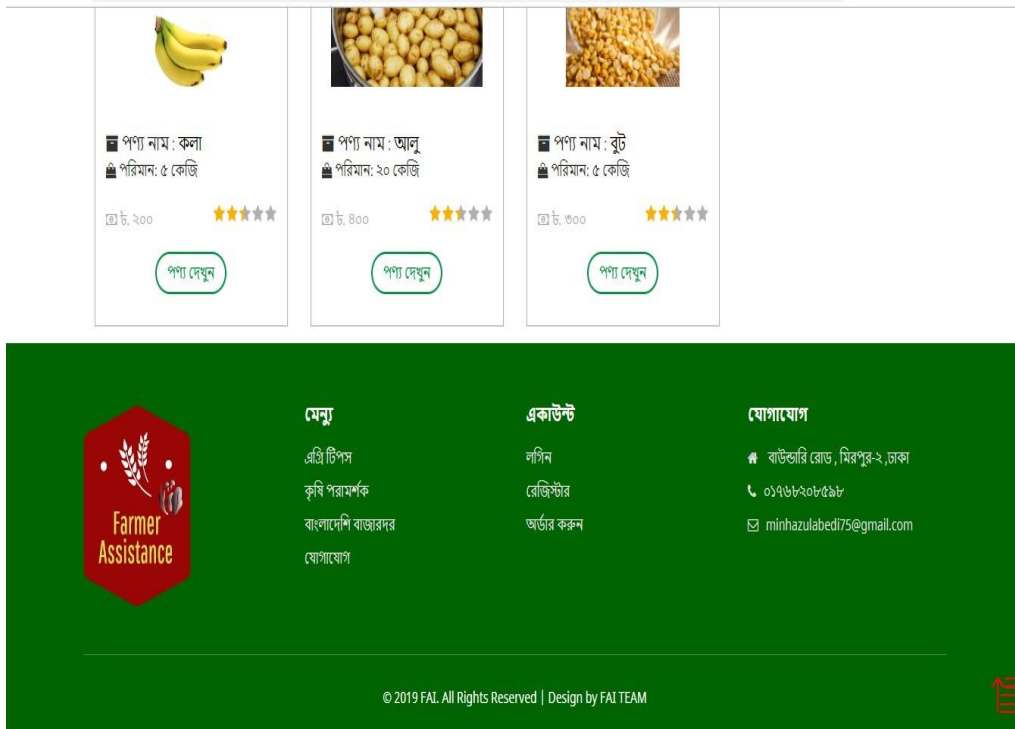 পণ্য নাম : কলা
পরিমান: ৫ কেজি
৳. ২০০
পণ্য দেখুন
পণ্য নাম : আলু
পরিমান: ২০ কেজি
৳. ৪০০
পণ্য দেখুন
পণ্য নাম : বুট
পরিমান: ৫ কেজি
৳. ৩০০
পণ্য দেখুন
Farmer
Assistance
মেন্যু
এগ্রি টিপস
কৃষি পরামর্শক
বাংলাদেশি বাজারদর
যোগাযোগ
একাউন্ট
লগিন
রেজিস্টার
অর্ডার করুন
যোগাযোগ
বাউন্ডারি রোড , মিরপুর-২ ,ঢাকা
০১৭৬৮২০৮৫৯৮
minhazulabedi75@gmail.com
© 2019 FAI. All Rights Reserved | Design by FAI TEAM